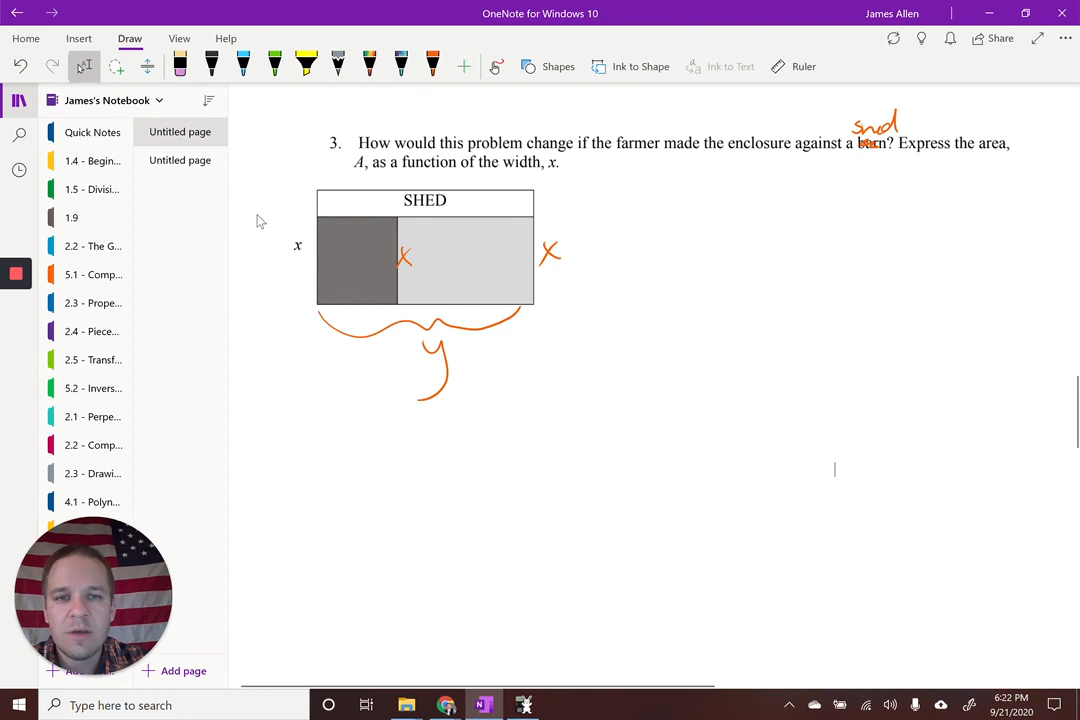 OneNote for Windows 10
James Allen
Home Insert Draw View Help
Share
Shapes Ink to Shape Ink to Text Ruler
James's Notebook
Quick Notes
1.4 - Begin...
1.5 - Divisi...
1.9
2.2 - The G...
5.1 - Comp...
2.3 - Prope...
2.4 - Piece...
2.5 - Transf...
5.2 - Invers...
2.1 - Perpe...
2.2 - Comp...
2.3 - Drawi...
4.1 - Polyn...
Untitled page
Untitled page
Add page
shed
3. How would this problem change if the farmer made the enclosure against a barn? Express the area,
A, as a function of the width, x.
SHED
x
x
x
y
Type here to search
6:22 PM
9/21/2020